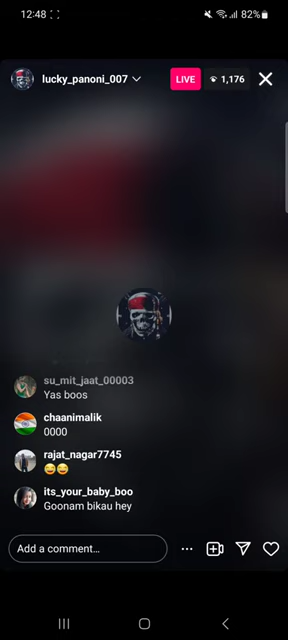 12:48
82%
lucky_panoni_007
LIVE
1,176
su_mit_jaat_00003
Yas boos
chaanimalik
0000
rajat_nagar7745
😂😂
its_your_baby_boo
Goonam bikau hey
Add a comment...